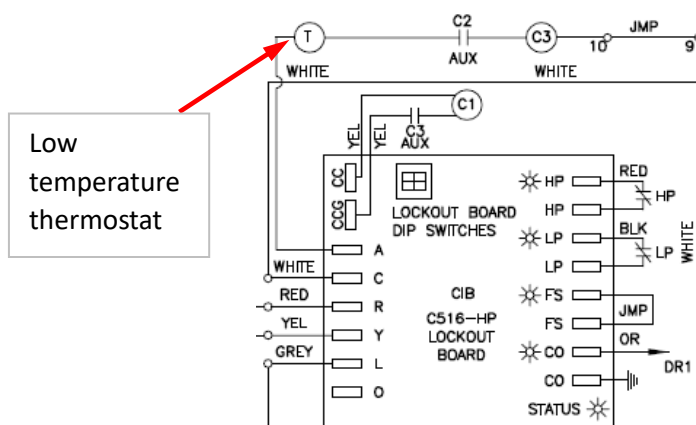 C2
T
C3
10
JMP
9
AUX
WHITE
WHITE
Low
temperature
thermostat
C1
YEL
YEL
C3
AUX
CC
CCG
LOCKOUT BOARD
DIP SWITCHES
HP
RED
HP
HP
LP
BLK
LP
LP
WHITE
A
WHITE
C
RED
R
YEL
Y
GREY
L
O
CIB
C516-HP
LOCKOUT
BOARD
FS
JMP
FS
CO
OR
DR1
CO
STATUS